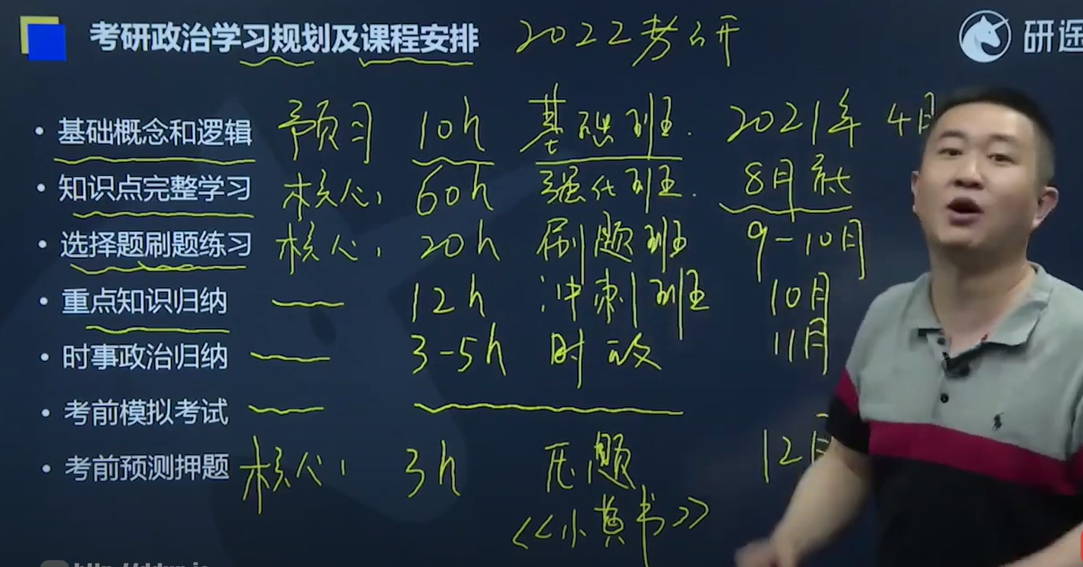 考研政治学习规划及课程安排 2022考研 研途
• 基础概念和逻辑 预习 10h 基础班. 2021年 4月
• 知识点完整学习 核心: 60h 强化班. 8月底
• 选择题刷题练习 核心: 20h 刷题班 9-10月
• 重点知识归纳 —— 12h 冲刺班 10月
• 时事政治归纳 —— 3-5h 时政 11月
• 考前模拟考试 ——
• 考前预测押题 核心: 3h 压题 12月
《小黄书》